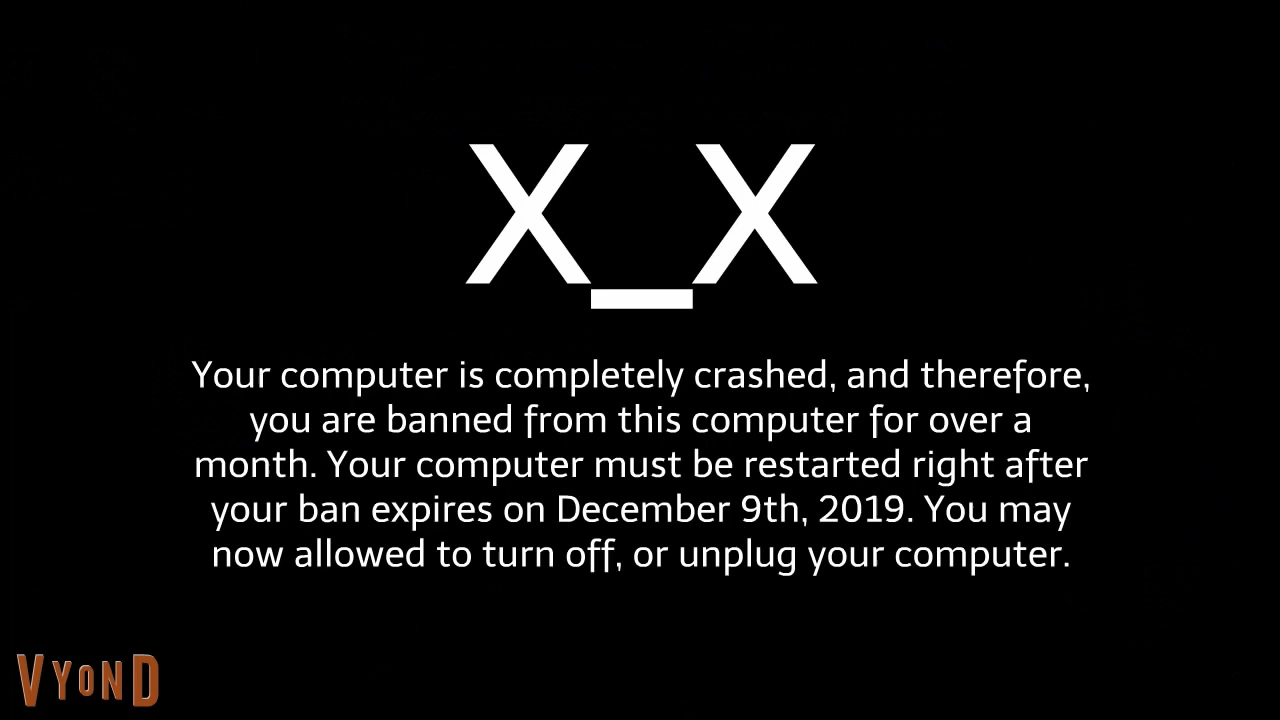 X_X
Your computer is completely crashed, and therefore,
you are banned from this computer for over a
month. Your computer must be restarted right after
your ban expires on December 9th, 2019. You may
now allowed to turn off, or unplug your computer.
VYOND